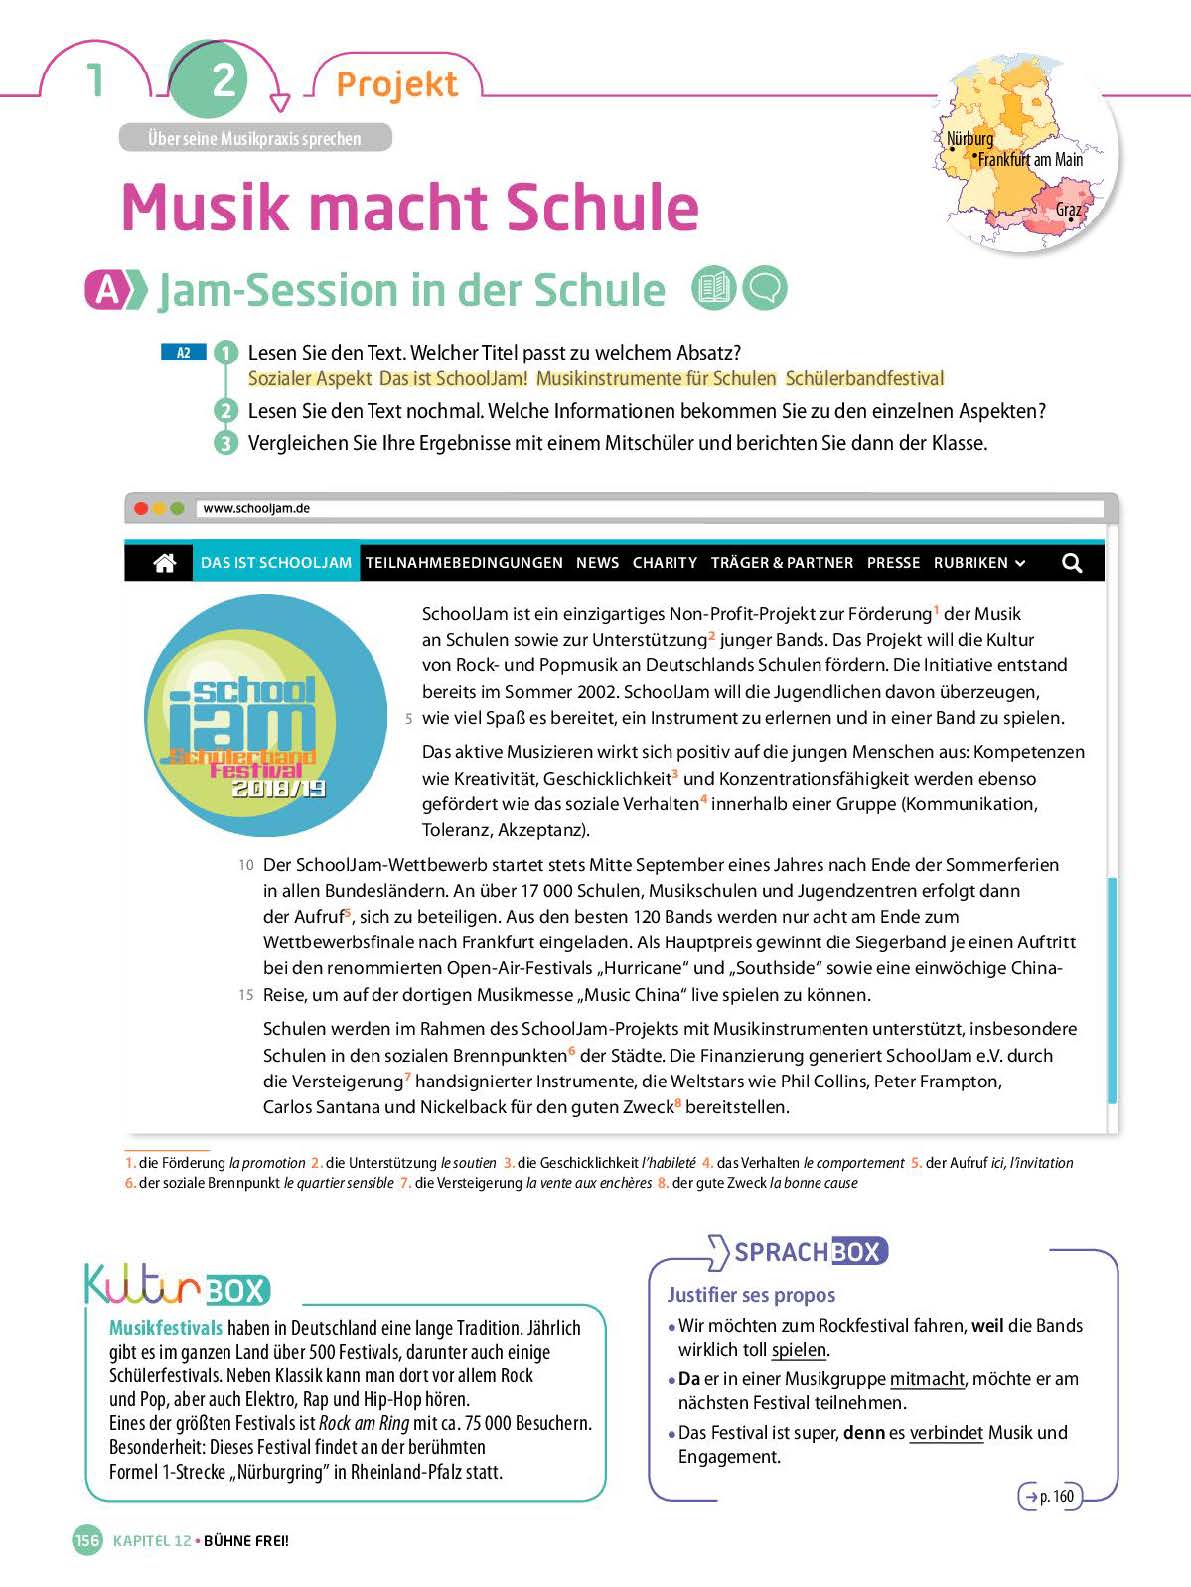 1
2
Projekt
Über seine Musikpraxis sprechen
Nürburg
Frankfurt am Main
Graz
Musik macht Schule
A Jam-Session in der Schule
A2
1 Lesen Sie den Text. Welcher Titel passt zu welchem Absatz?
Sozialer Aspekt Das ist SchoolJam! Musikinstrumente für Schulen Schülerbandfestival
2 Lesen Sie den Text nochmal. Welche Informationen bekommen Sie zu den einzelnen Aspekten?
3 Vergleichen Sie Ihre Ergebnisse mit einem Mitschüler und berichten Sie dann der Klasse.
www.schooljam.de
DAS IST SCHOOLJAM TEILNAHMEBEDINGUNGEN NEWS CHARITY TRÄGER & PARTNER PRESSE RUBRIKEN
school
jam
Schülerband
Festival
2018/19
SchoolJam ist ein einzigartiges Non-Profit-Projekt zur Förderung1 der Musik
an Schulen sowie zur Unterstützung2 junger Bands. Das Projekt will die Kultur
von Rock- und Popmusik an Deutschlands Schulen fördern. Die Initiative entstand
bereits im Sommer 2002. SchoolJam will die Jugendlichen davon überzeugen,
5 wie viel Spaß es bereitet, ein Instrument zu erlernen und in einer Band zu spielen.
Das aktive Musizieren wirkt sich positiv auf die jungen Menschen aus: Kompetenzen
wie Kreativität, Geschicklichkeit3 und Konzentrationsfähigkeit werden ebenso
gefördert wie das soziale Verhalten4 innerhalb einer Gruppe (Kommunikation,
Toleranz, Akzeptanz).
10 Der SchoolJam-Wettbewerb startet stets Mitte September eines Jahres nach Ende der Sommerferien
in allen Bundesländern. An über 17 000 Schulen, Musikschulen und Jugendzentren erfolgt dann
der Aufruf5, sich zu beteiligen. Aus den besten 120 Bands werden nur acht am Ende zum
Wettbewerbsfinale nach Frankfurt eingeladen. Als Hauptpreis gewinnt die Siegerband je einen Auftritt
bei den renommierten Open-Air-Festivals „Hurricane“ und „Southside“ sowie eine einwöchige China-
15 Reise, um auf der dortigen Musikmesse „Music China“ live spielen zu können.
Schulen werden im Rahmen des SchoolJam-Projekts mit Musikinstrumenten unterstützt, insbesondere
Schulen in den sozialen Brennpunkten6 der Städte. Die Finanzierung generiert SchoolJam e.V. durch
die Versteigerung7 handsignierter Instrumente, die Weltstars wie Phil Collins, Peter Frampton,
Carlos Santana und Nickelback für den guten Zweck8 bereitstellen.
1. die Förderung la promotion 2. die Unterstützung le soutien 3. die Geschicklichkeit l'habileté 4. das Verhalten le comportement 5. der Aufruf ici, l'invitation
6. der soziale Brennpunkt le quartier sensible 7. die Versteigerung la vente aux enchères 8. der gute Zweck la bonne cause
Kultur BOX
Musikfestivals haben in Deutschland eine lange Tradition. Jährlich
gibt es im ganzen Land über 500 Festivals, darunter auch einige
Schülerfestivals. Neben Klassik kann man dort vor allem Rock
und Pop, aber auch Elektro, Rap und Hip-Hop hören.
Eines der größten Festivals ist Rock am Ring mit ca. 75 000 Besuchern.
Besonderheit: Dieses Festival findet an der berühmten
Formel 1-Strecke „Nürburgring” in Rheinland-Pfalz statt.
SPRACHBOX
Justifier ses propos
• Wir möchten zum Rockfestival fahren, weil die Bands
wirklich toll spielen.
• Da er in einer Musikgruppe mitmacht, möchte er am
nächsten Festival teilnehmen.
• Das Festival ist super, denn es verbindet Musik und
Engagement.
→ p. 160
156 KAPITEL 12 • BÜHNE FREI!